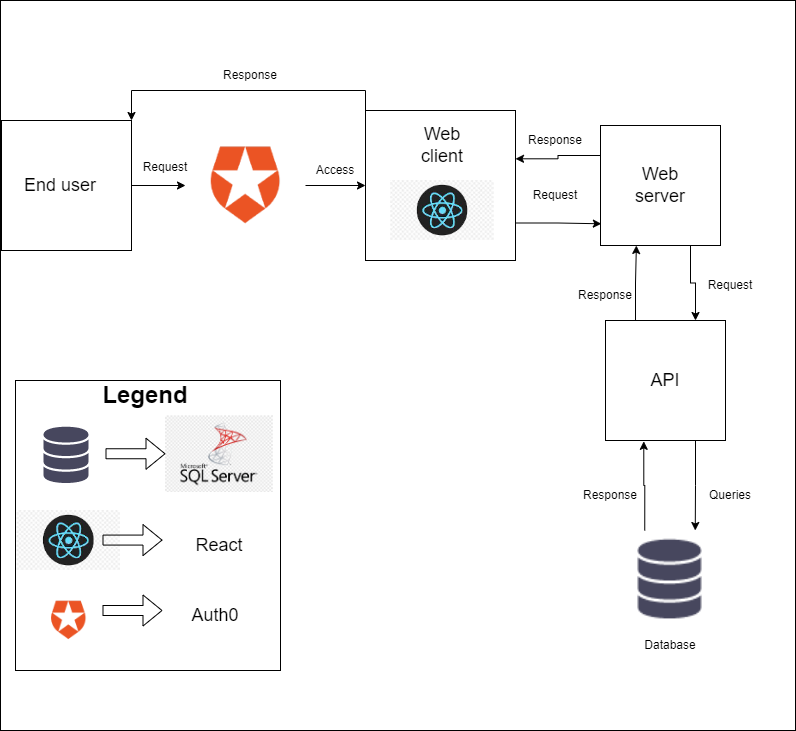 Response
End user
Request
Access
Web
client
Response
Request
Web
server
Response
Request
API
Response
Queries
Database
Legend
Microsoft
SQL Server
React
Auth0